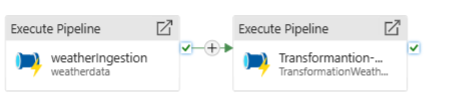 Execute Pipeline
weatherIngestion
weatherdata
Execute Pipeline
Transformantion-...
TransformationWeath...